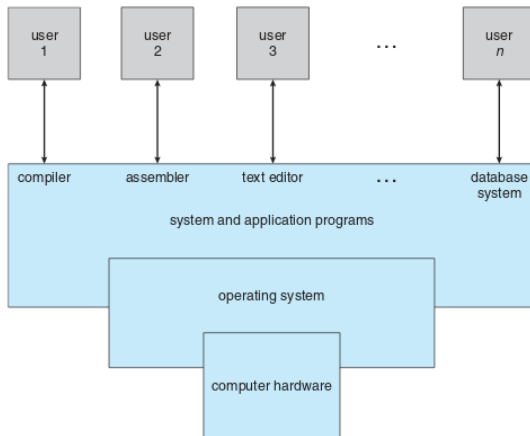 user
1
user
2
user
3
...
user
n
compiler
assembler
text editor
...
database
system
system and application programs
operating system
computer hardware